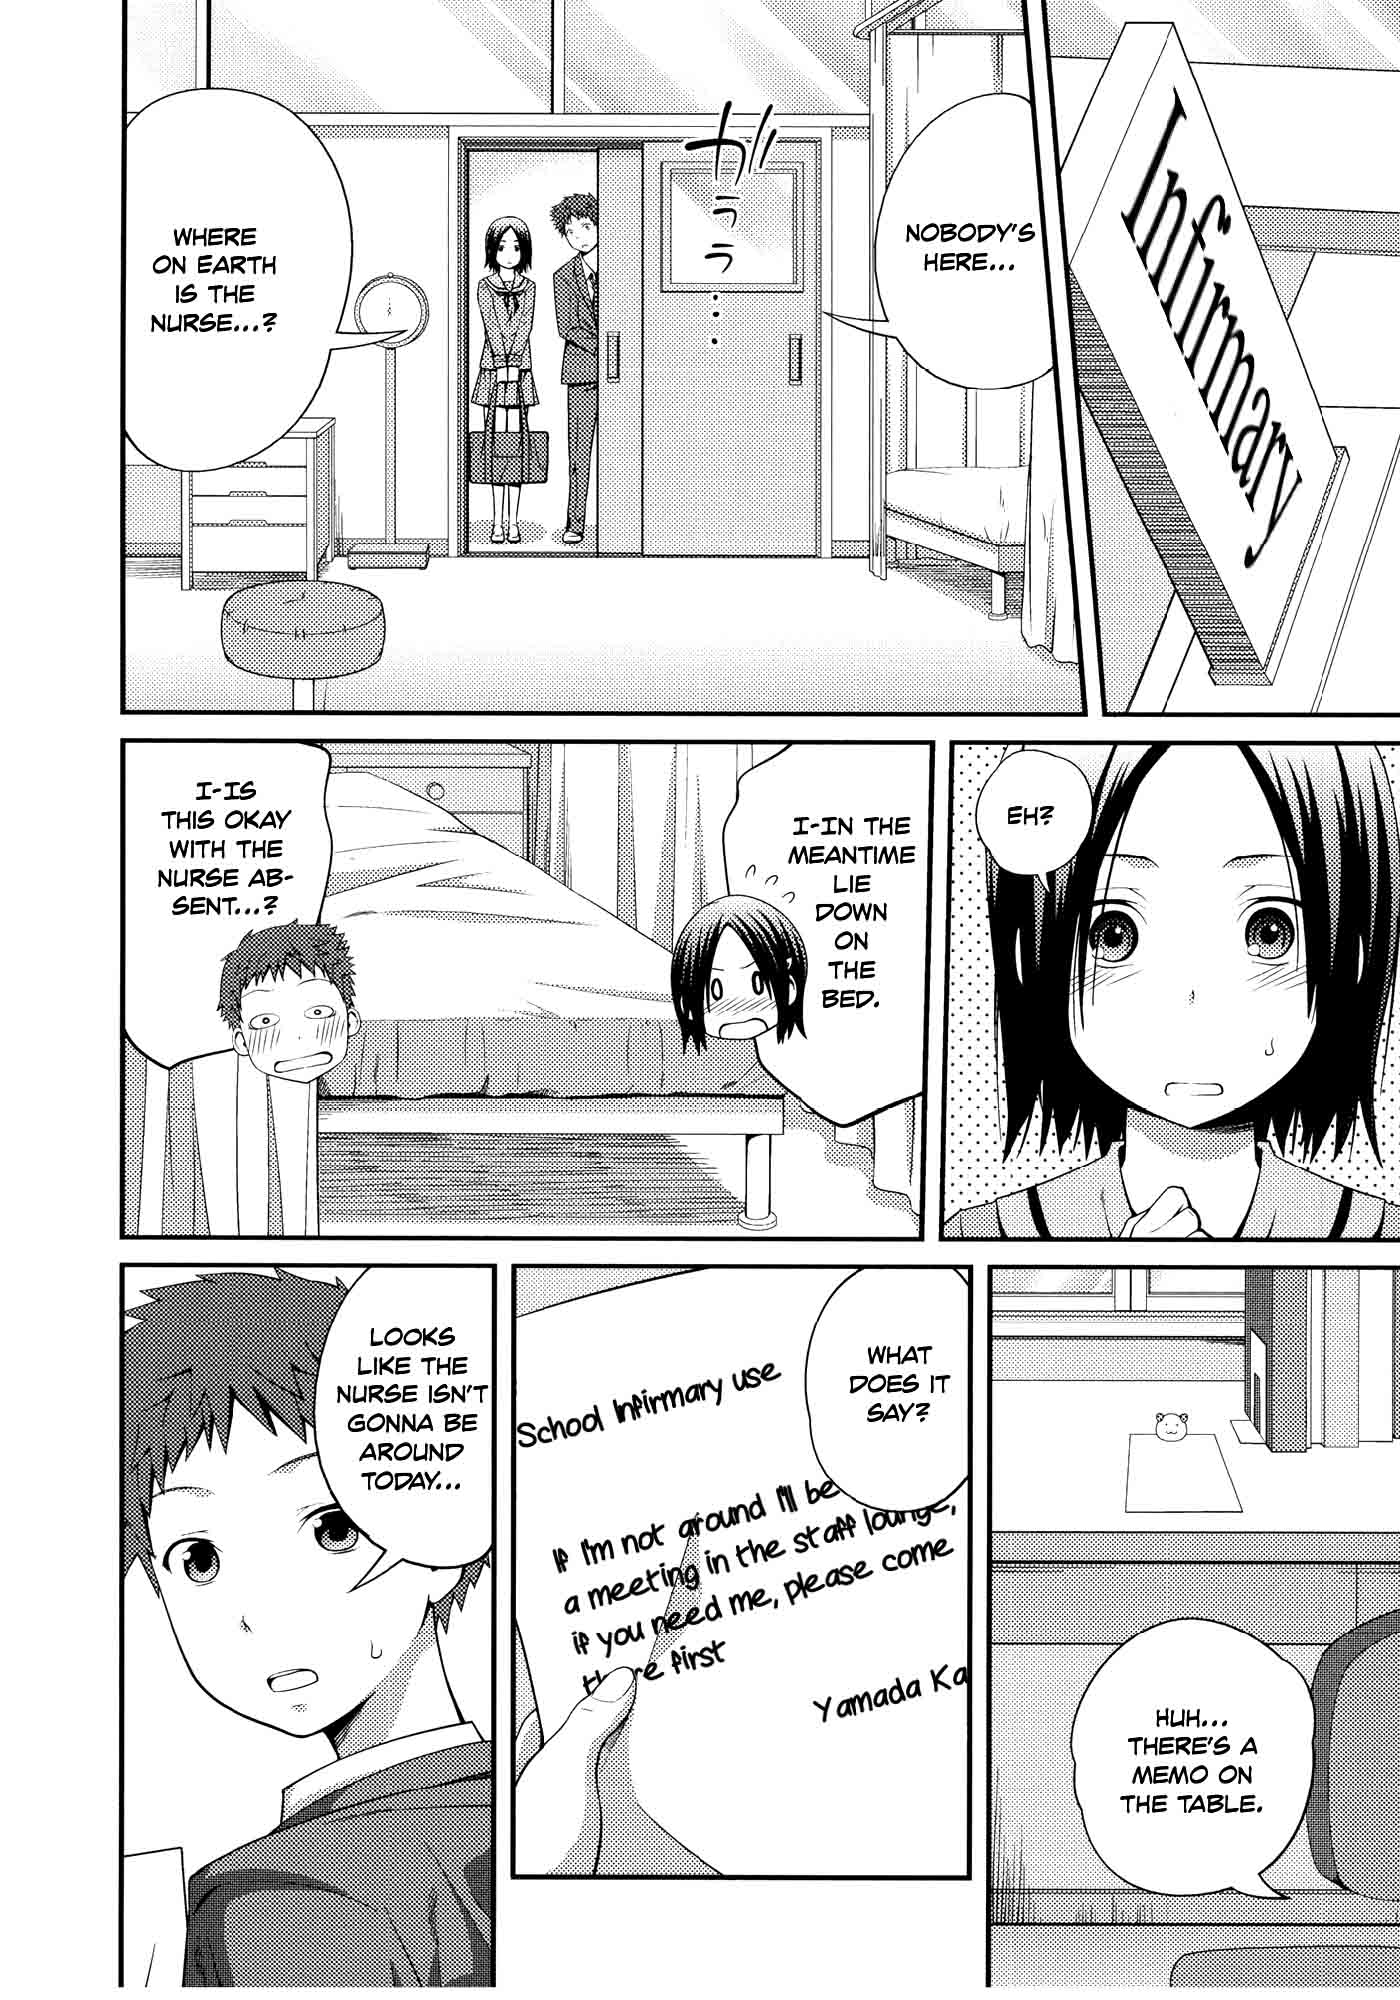 Infirmary
NOBODY'S
HERE...
ガラララ...
WHERE
ON EARTH
IS THE
NURSE...?
EH?
I-IN THE
MEANTIME
LIE
DOWN
ON
THE
BED.
I-IS
THIS OKAY
WITH THE
NURSE AB-
SENT...?
HUH...
THERE'S A
MEMO ON
THE TABLE.
WHAT
DOES IT
SAY?
School Infirmary use
If I'm not around I'll be
a meeting in the staff lounge,
if you need me, please come
there first
Yamada Ka
LOOKS
LIKE THE
NURSE ISN'T
GONNA BE
AROUND
TODAY...